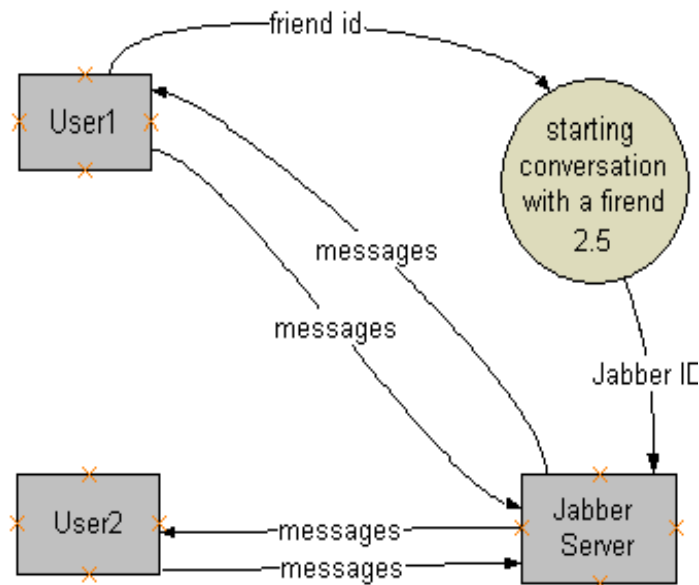 friend id
User1
starting
conversation
with a firend
2.5
messages
messages
Jabber ID
User2
messages
messages
Jabber
Server